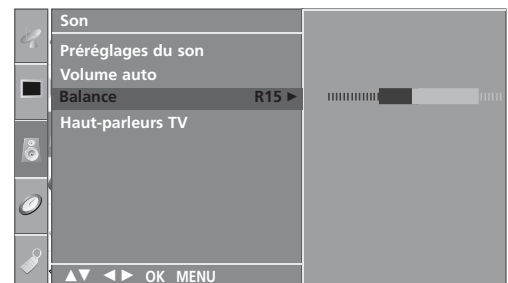 Son
Préréglages du son
Volume auto
Balance R15 ►
Haut-parleurs TV
▲▼ ◄► OK MENU